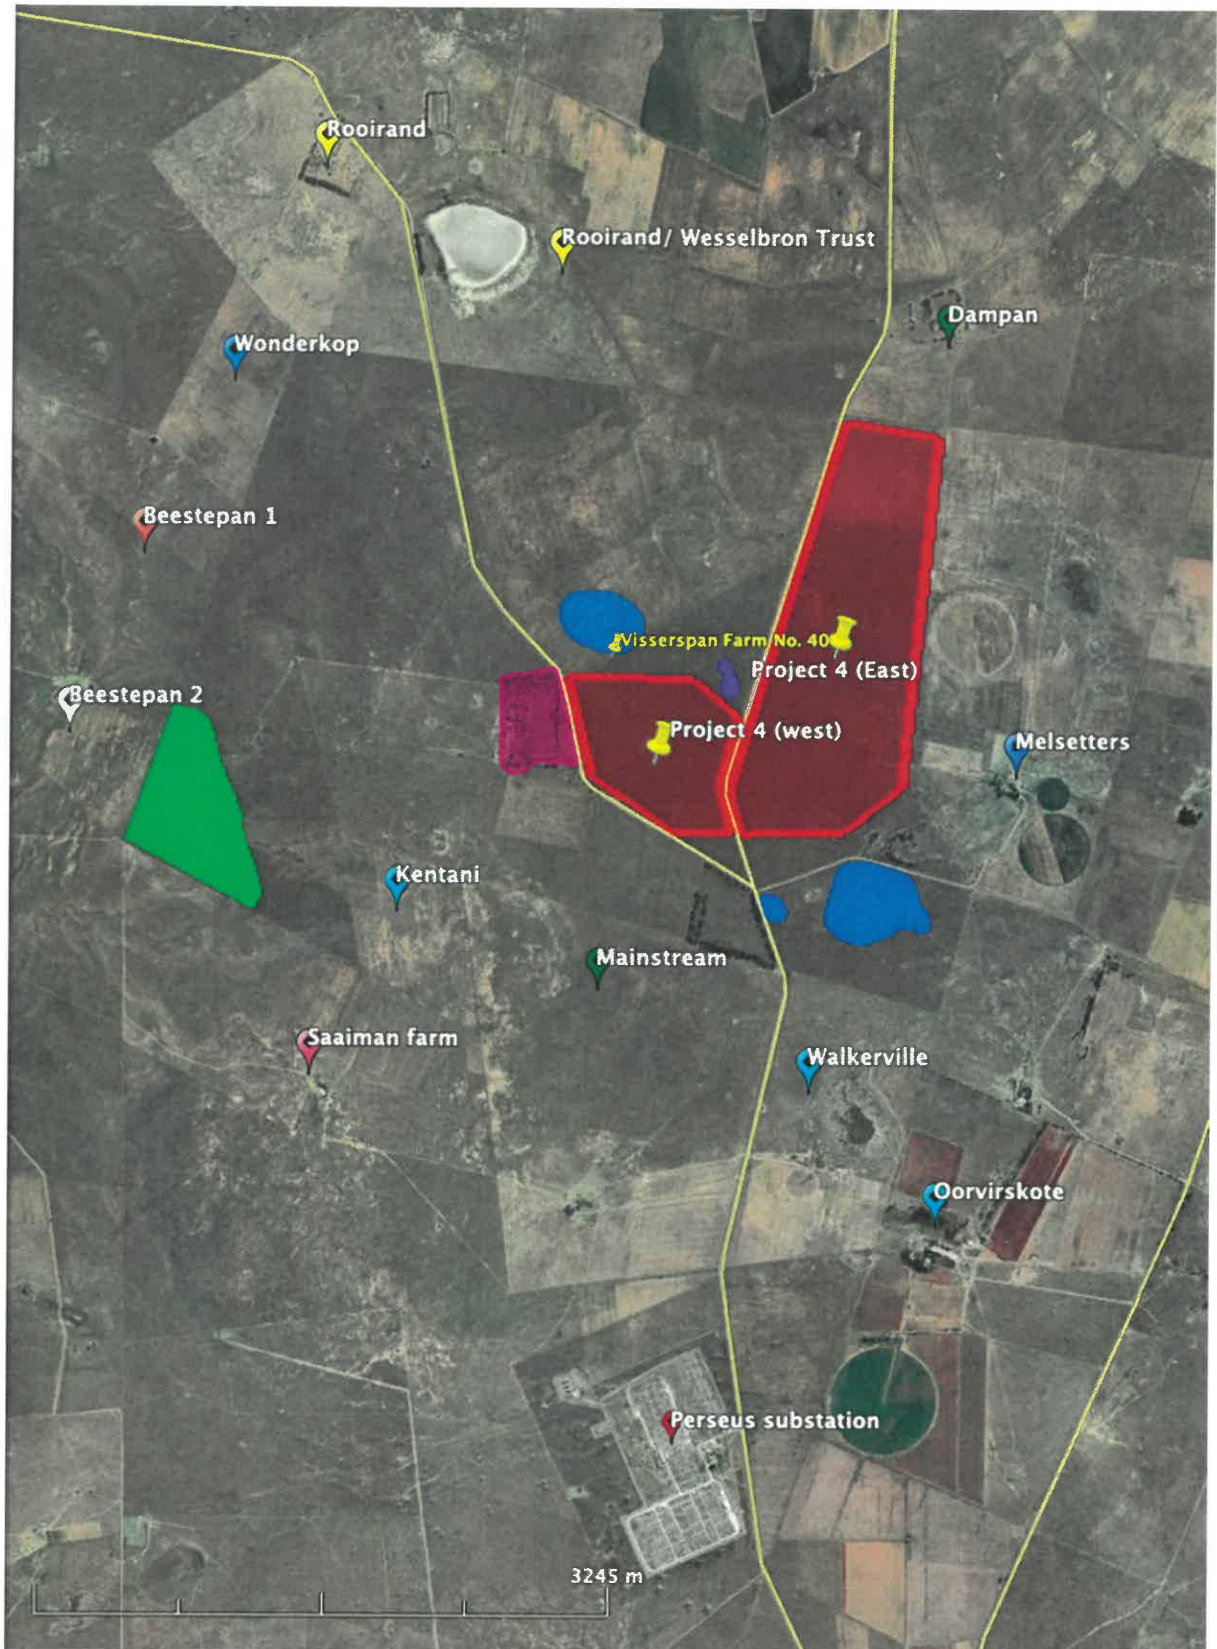 Rooirand
Rooirand/ Wesselbron Trust
Dampan
Wonderkop
Beestepan 1
Visserspan Farm No. 40
Project 4 (East)
Beestepan 2
Project 4 (west)
Melsetters
Kentani
Mainstream
Saaiman farm
Walkerville
Oorvirskote
Perseus substation
3245 m